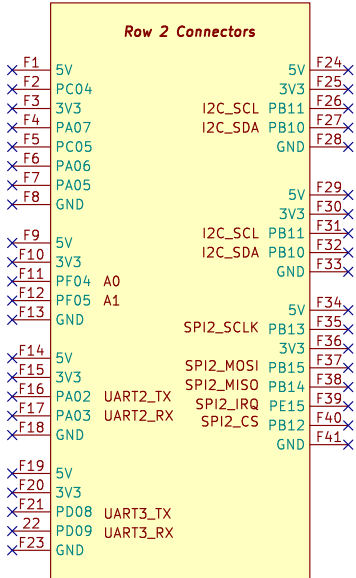 Row 2 Connectors
F1 5V
F2 PC04
F3 3V3
F4 PA07
F5 PC05
F6 PA06
F7 PA05
F8 GND
F9 5V
F10 3V3
F11 PF04 A0
F12 PF05 A1
F13 GND
F14 5V
F15 3V3
F16 PA02 UART2_TX
F17 PA03 UART2_RX
F18 GND
F19 5V
F20 3V3
F21 PD08 UART3_TX
22 PD09 UART3_RX
F23 GND
5V F24
3V3 F25
I2C_SCL PB11 F26
I2C_SDA PB10 F27
GND F28
5V F29
3V3 F30
I2C_SCL PB11 F31
I2C_SDA PB10 F32
GND F33
5V F34
SPI2_SCLK PB13 F35
3V3 F36
SPI2_MOSI PB15 F37
SPI2_MISO PB14 F38
SPI2_IRQ PE15 F39
SPI2_CS PB12 F40
GND F41